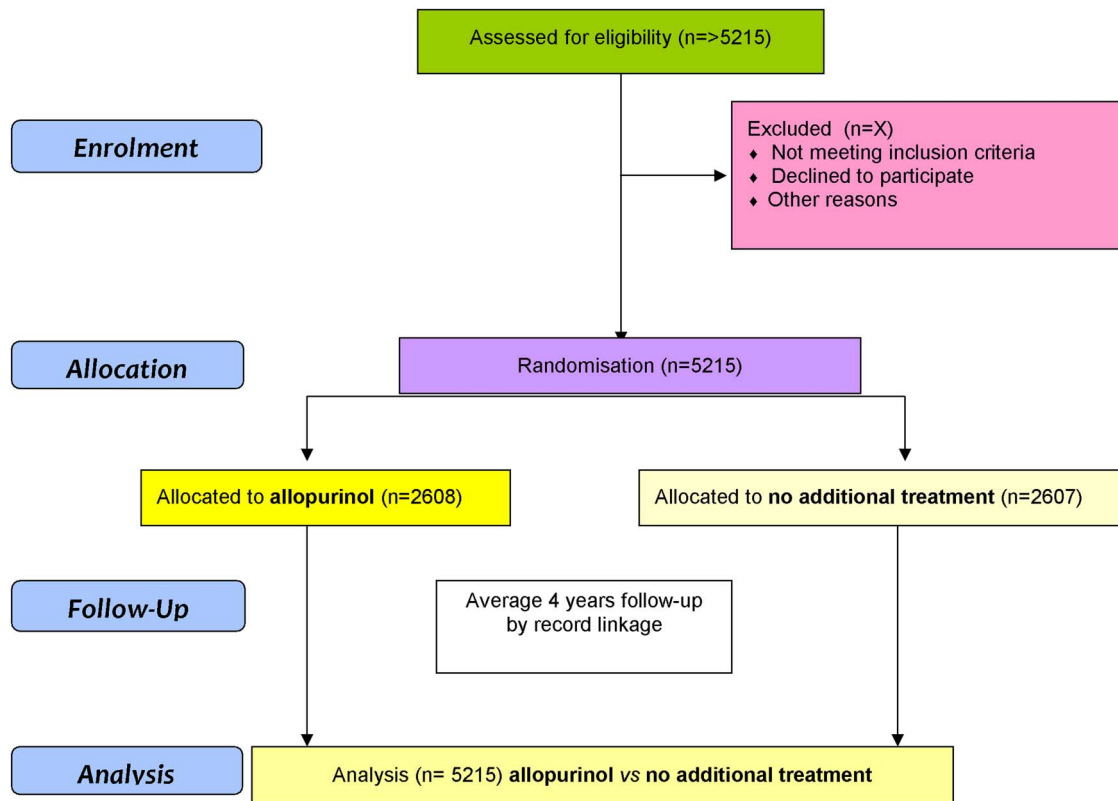 Assessed for eligibility (n=>5215)
Enrolment
Excluded (n=X)
♦ Not meeting inclusion criteria
♦ Declined to participate
♦ Other reasons
Allocation
Randomisation (n=5215)
Allocated to allopurinol (n=2608)
Allocated to no additional treatment (n=2607)
Follow-Up
Average 4 years follow-up
by record linkage
Analysis
Analysis (n= 5215) allopurinol vs no additional treatment